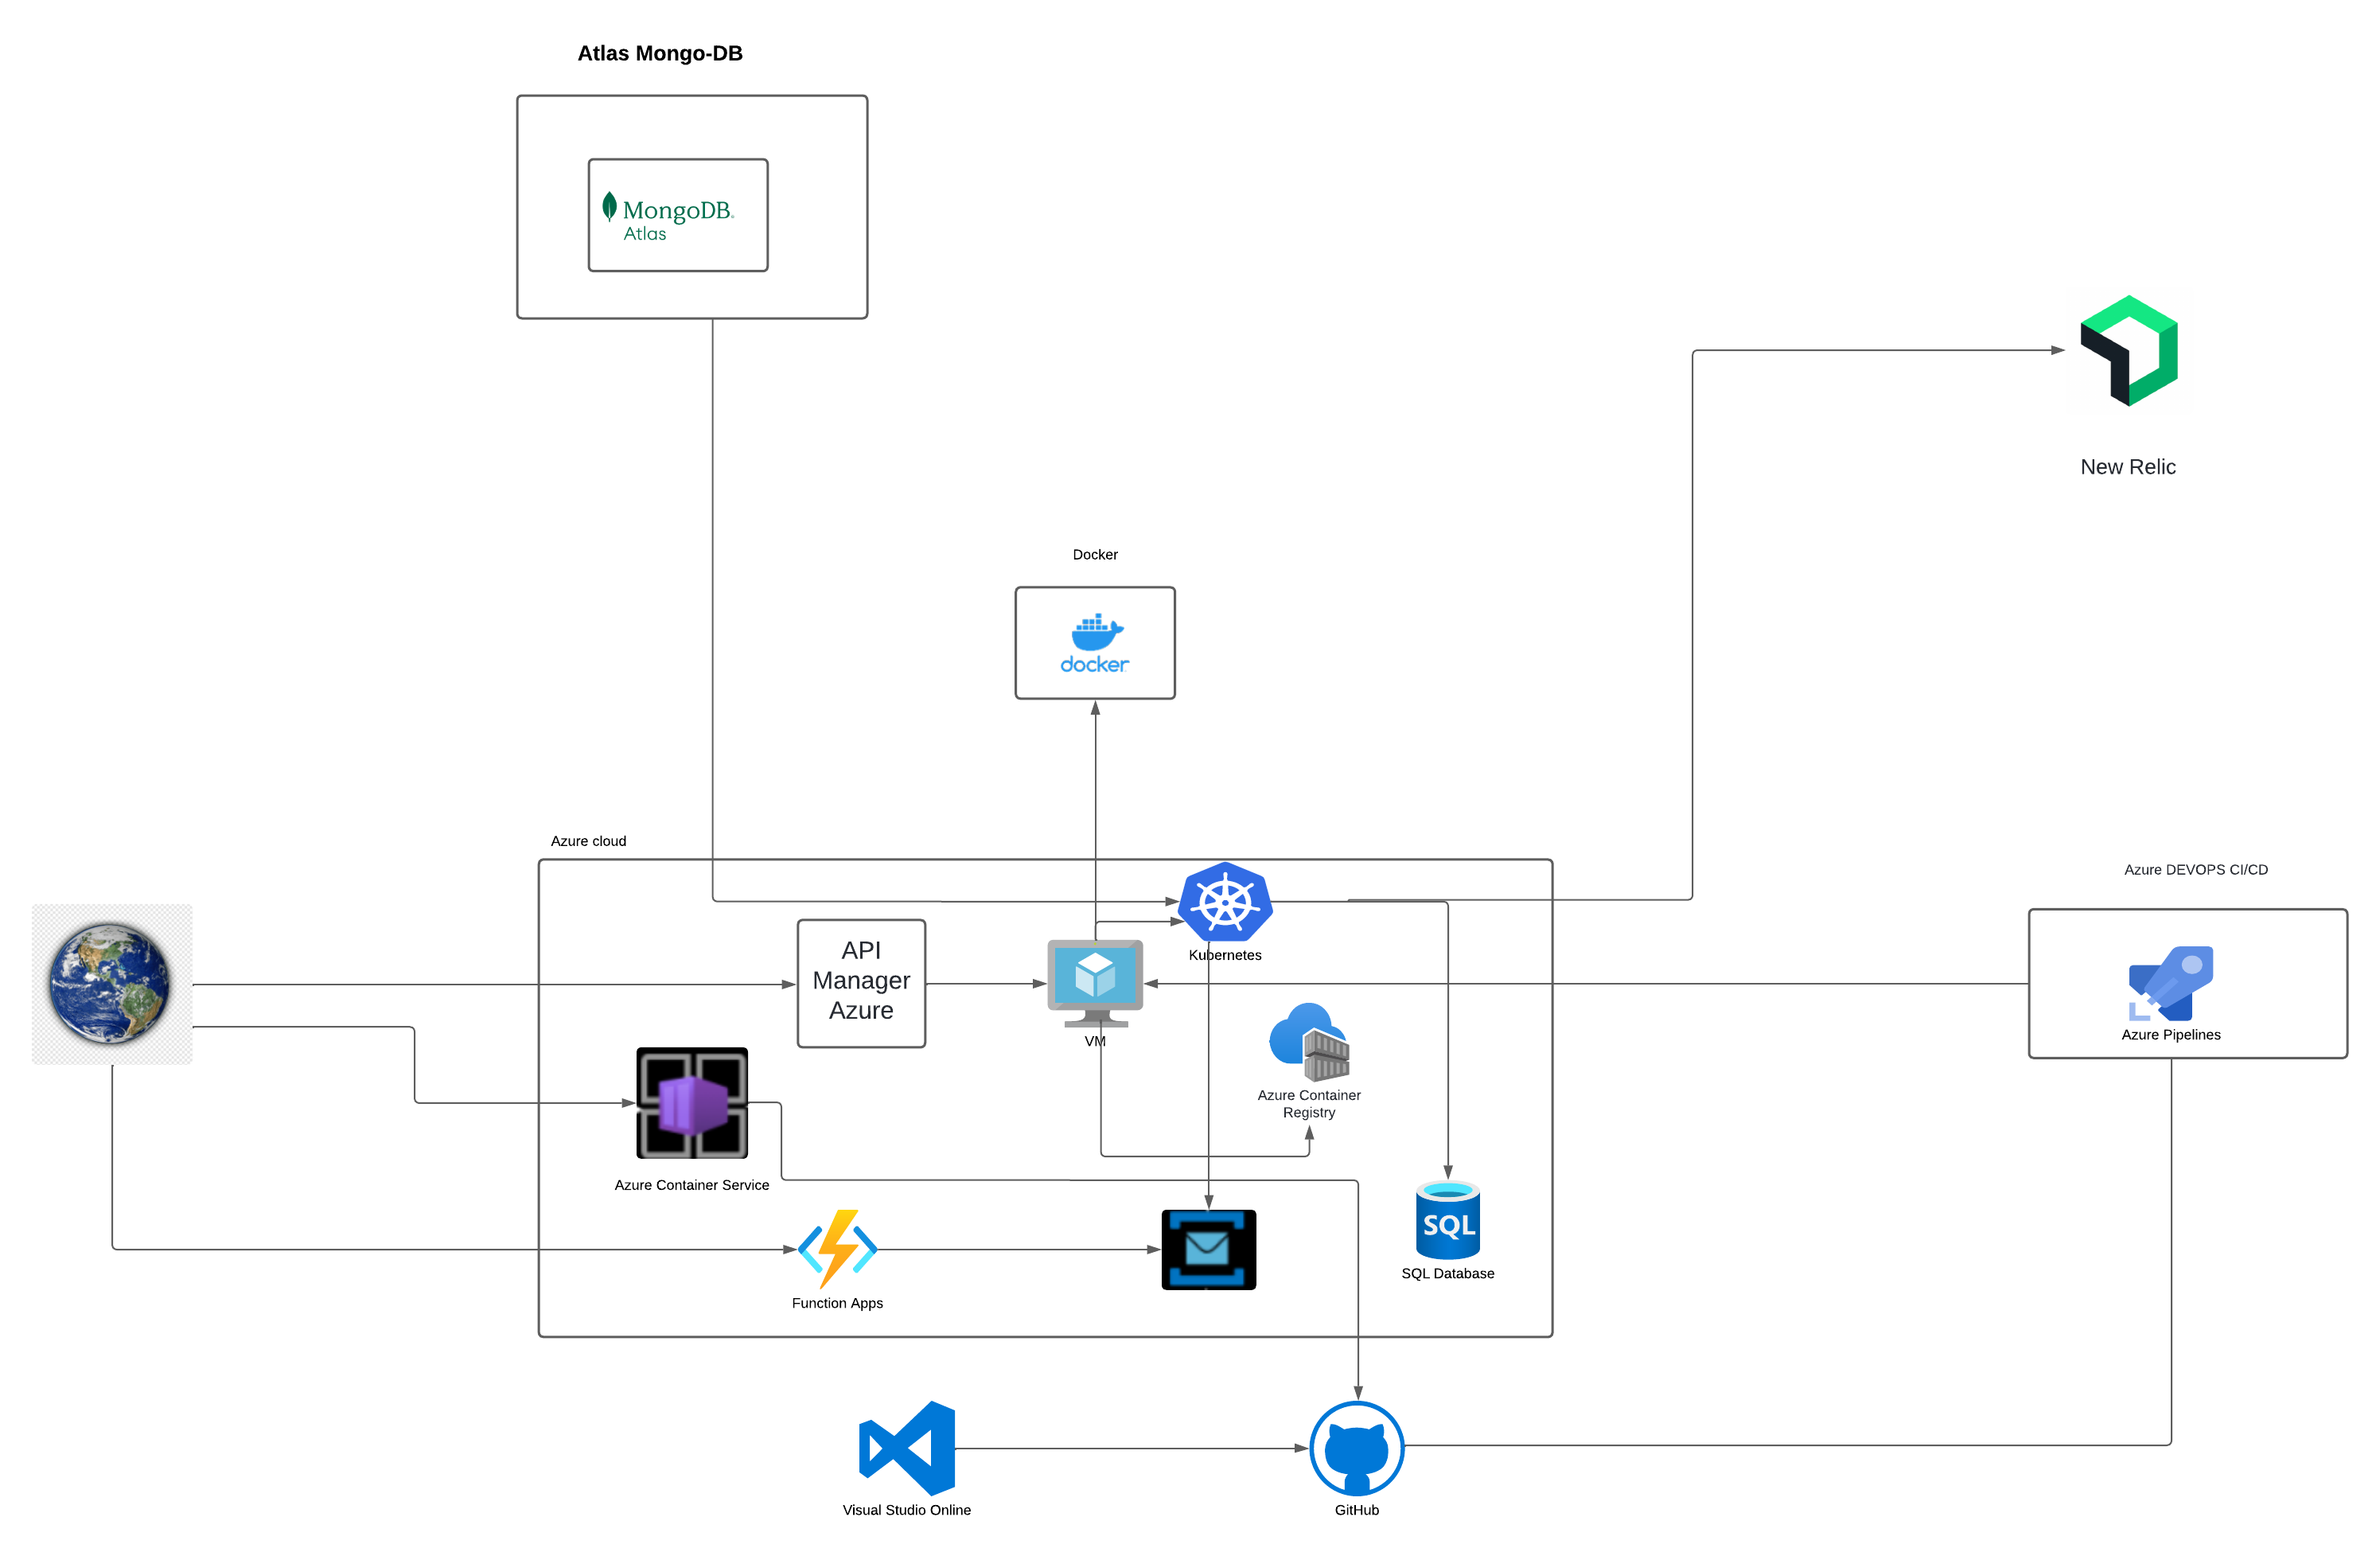 Atlas Mongo-DB
MongoDB
Atlas
New Relic
Docker
docker
Azure cloud
Azure DEVOPS CI/CD
API
Manager
Azure
Kubernetes
VM
Azure Pipelines
Azure Container
Registry
Azure Container Service
SQL
SQL Database
Function Apps
Visual Studio Online
GitHub